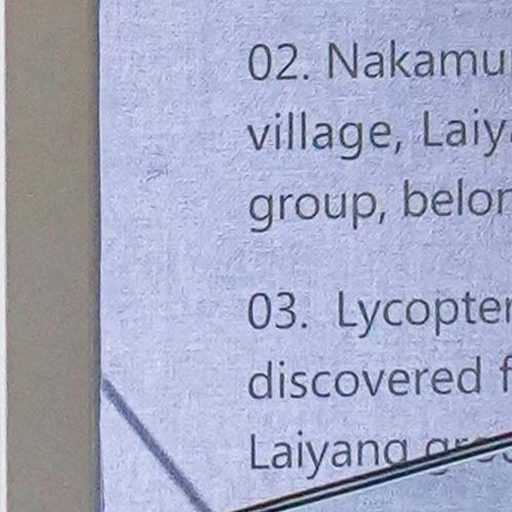 02. Nakamu
village, Laiy
group, belon
03. Lycopter
discovered f
Laiyang